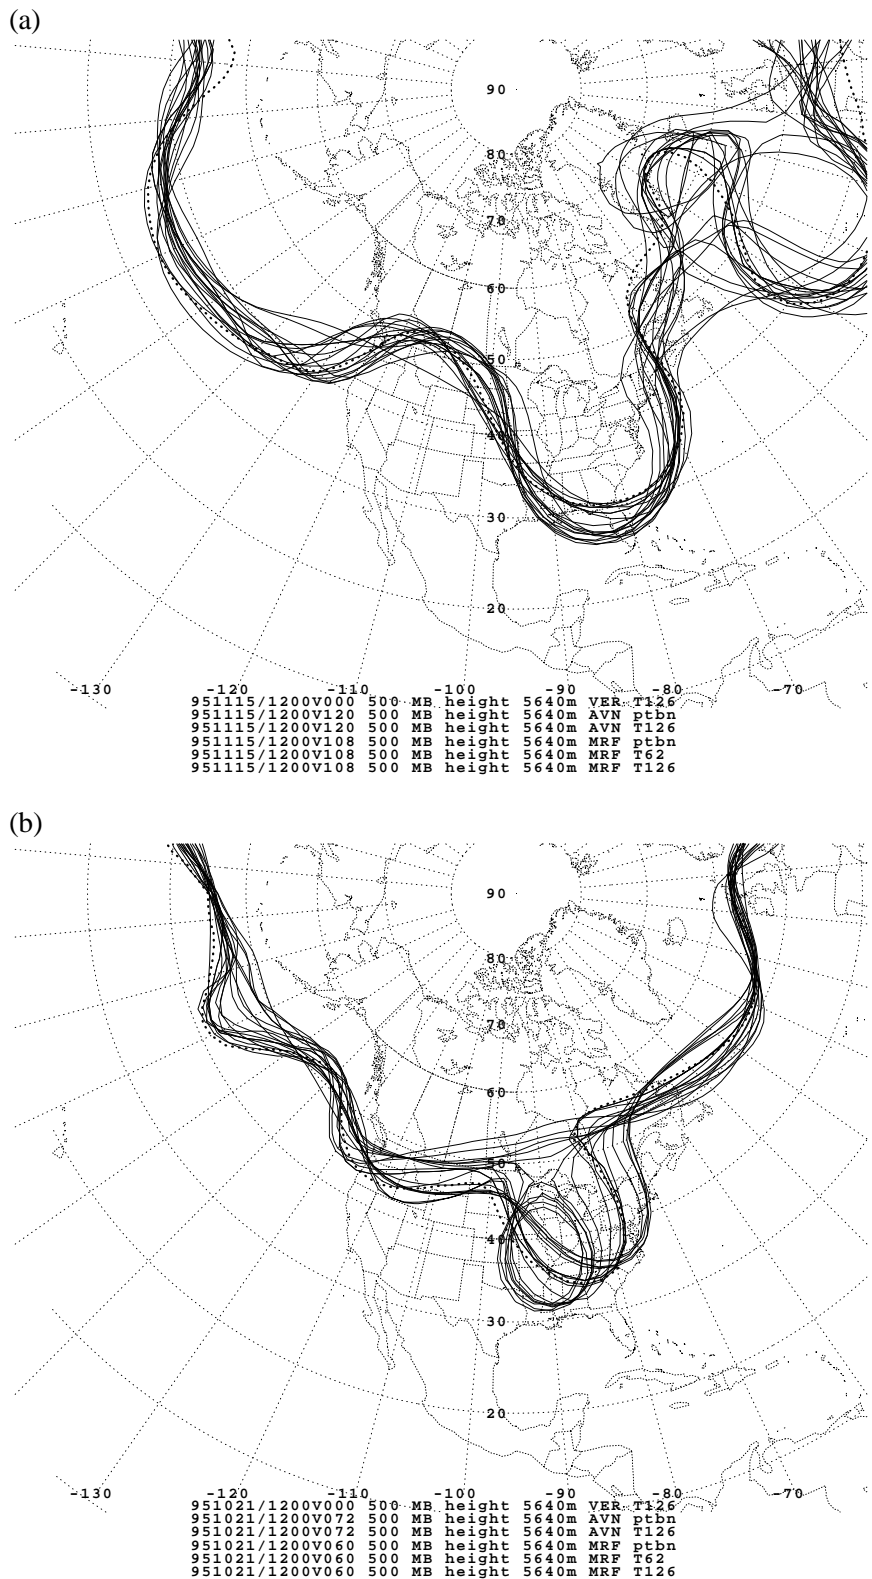 (a)
90
80
70
60
50
40
30
20
-130 -120 -110 -100 -90 -80 -70
951115/1200V000 500 MB height 5640m VER T126
951115/1200V120 500 MB height 5640m AVN ptbn
951115/1200V120 500 MB height 5640m AVN T126
951115/1200V108 500 MB height 5640m MRF ptbn
951115/1200V108 500 MB height 5640m MRF T62
951115/1200V108 500 MB height 5640m MRF T126
(b)
90
80
70
60
50
40
30
20
-130 -120 -110 -100 -90 -80 -70
951021/1200V000 500 MB height 5640m VER T126
951021/1200V072 500 MB height 5640m AVN ptbn
951021/1200V072 500 MB height 5640m AVN T126
951021/1200V060 500 MB height 5640m MRF ptbn
951021/1200V060 500 MB height 5640m MRF T62
951021/1200V060 500 MB height 5640m MRF T126